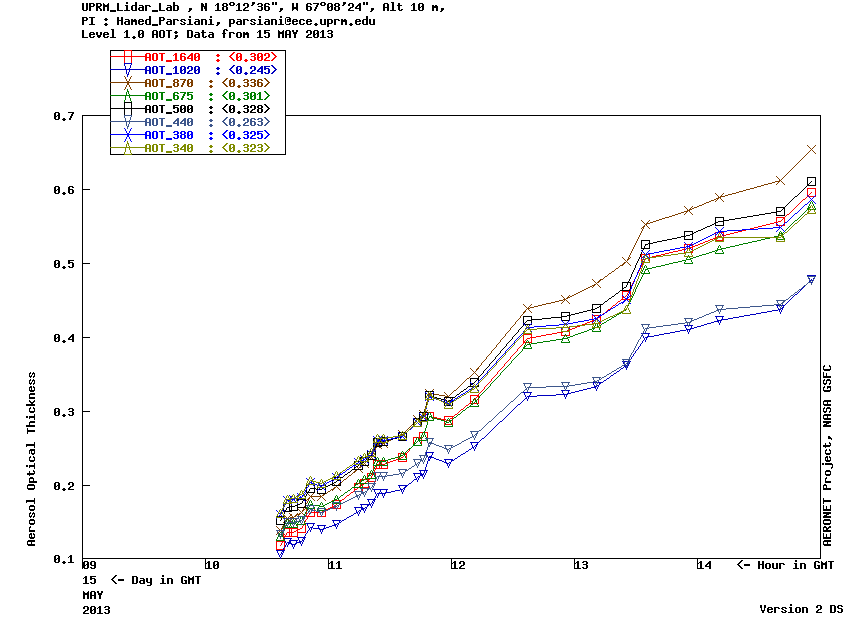 UPRM_Lidar_Lab , N 18°12'36", W 67°08'24", Alt 10 m,
PI : Hamed_Parsiani, parsiani@ece.uprm.edu
Level 1.0 AOT; Data from 15 MAY 2013
AOT_1640 : <0.302>
AOT_1020 : <0.245>
AOT_870 : <0.336>
AOT_675 : <0.301>
AOT_500 : <0.328>
AOT_440 : <0.263>
AOT_380 : <0.325>
AOT_340 : <0.323>
0.7
0.6
0.5
0.4
0.3
0.2
0.1
Aerosol Optical Thickness
AERONET Project, NASA GSFC
09 10 11 12 13 14 <- Hour in GMT
15 <- Day in GMT
MAY
2013
Version 2 DS